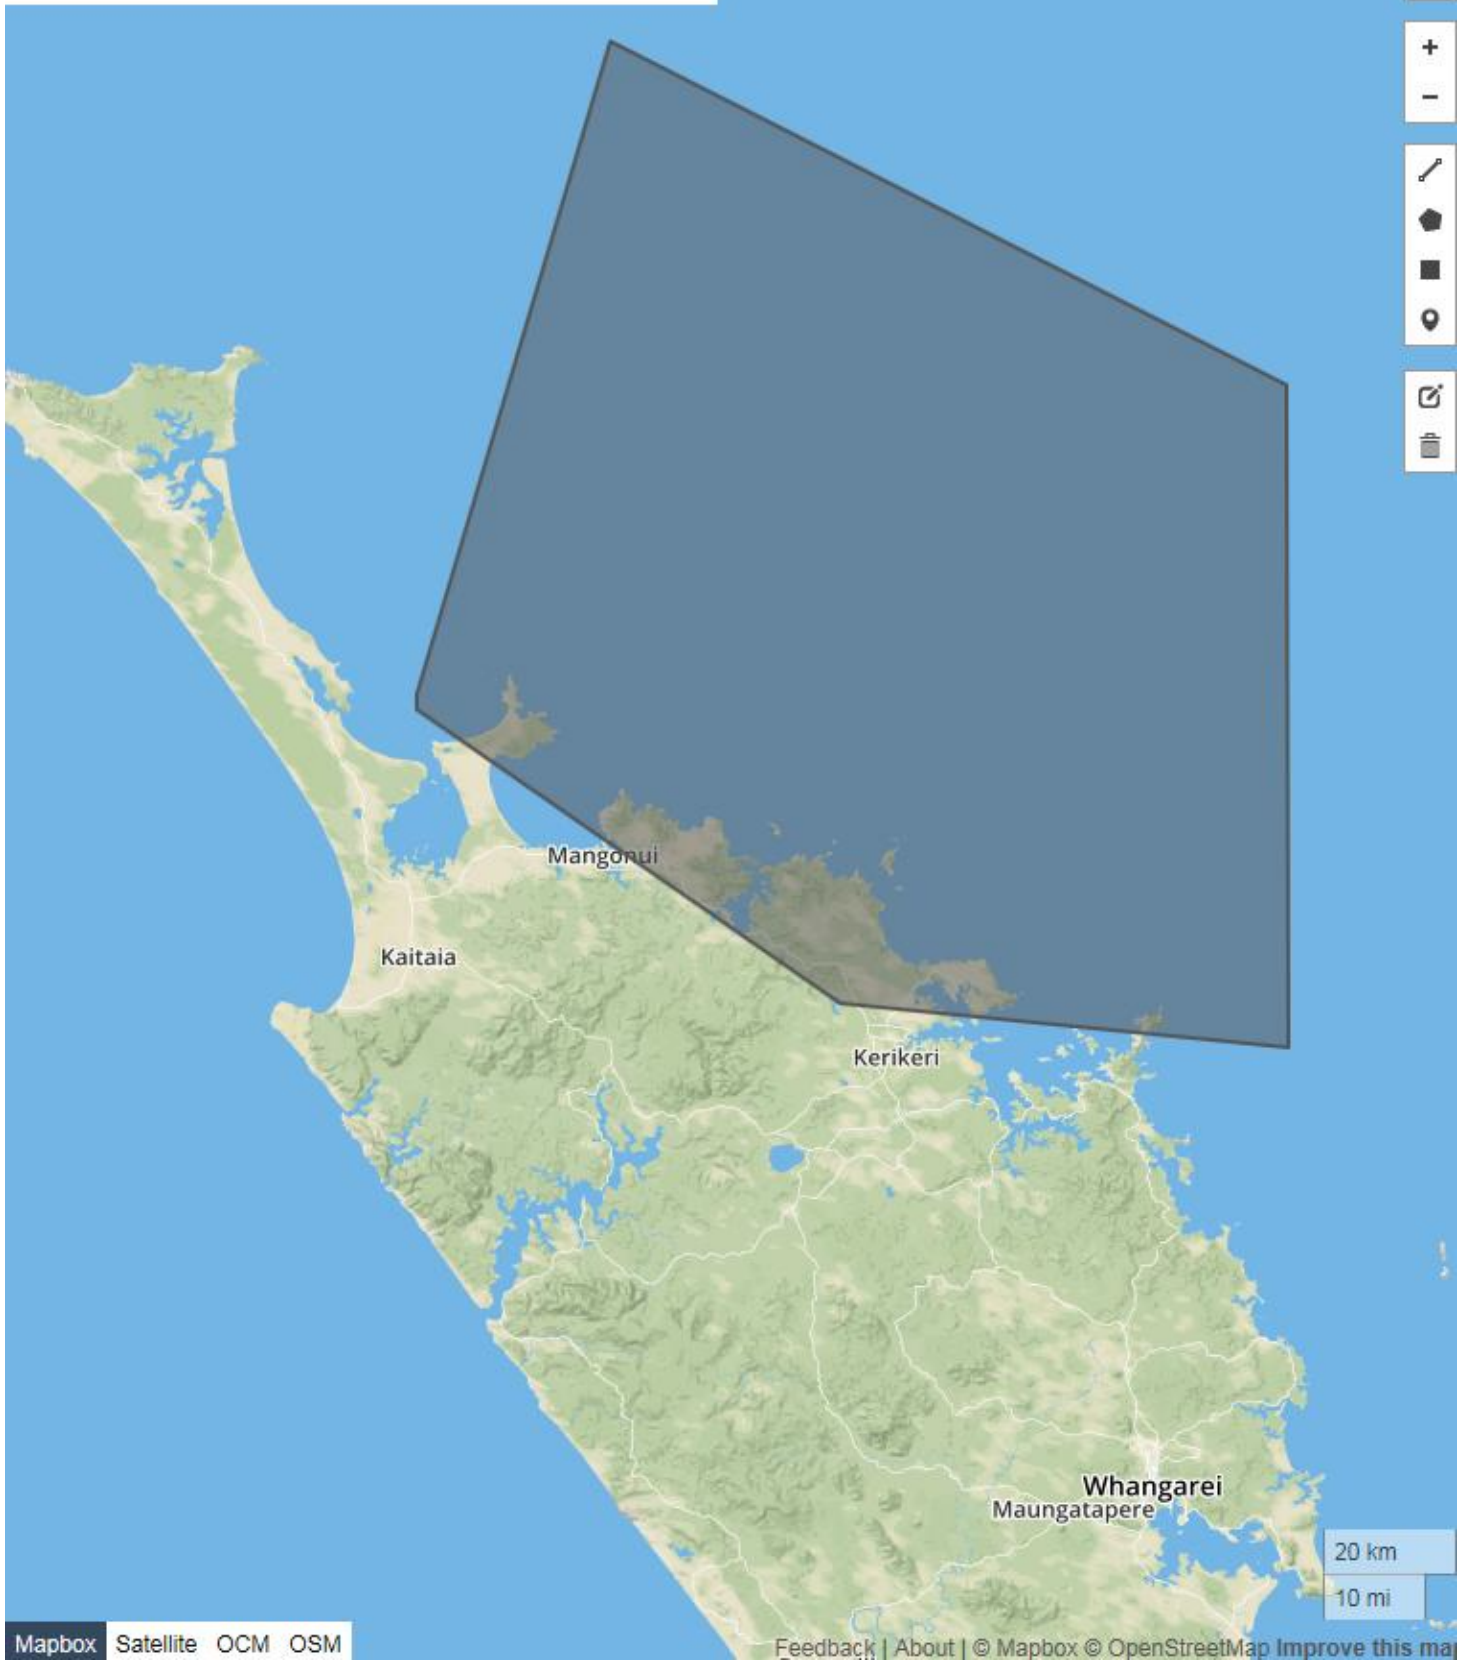 +
−
Mangonui
Kaitaia
Kerikeri
Whangarei
Maungatapere
20 km
10 mi
Mapbox Satellite OCM OSM
Feedback | About | © Mapbox © OpenStreetMap Improve this map